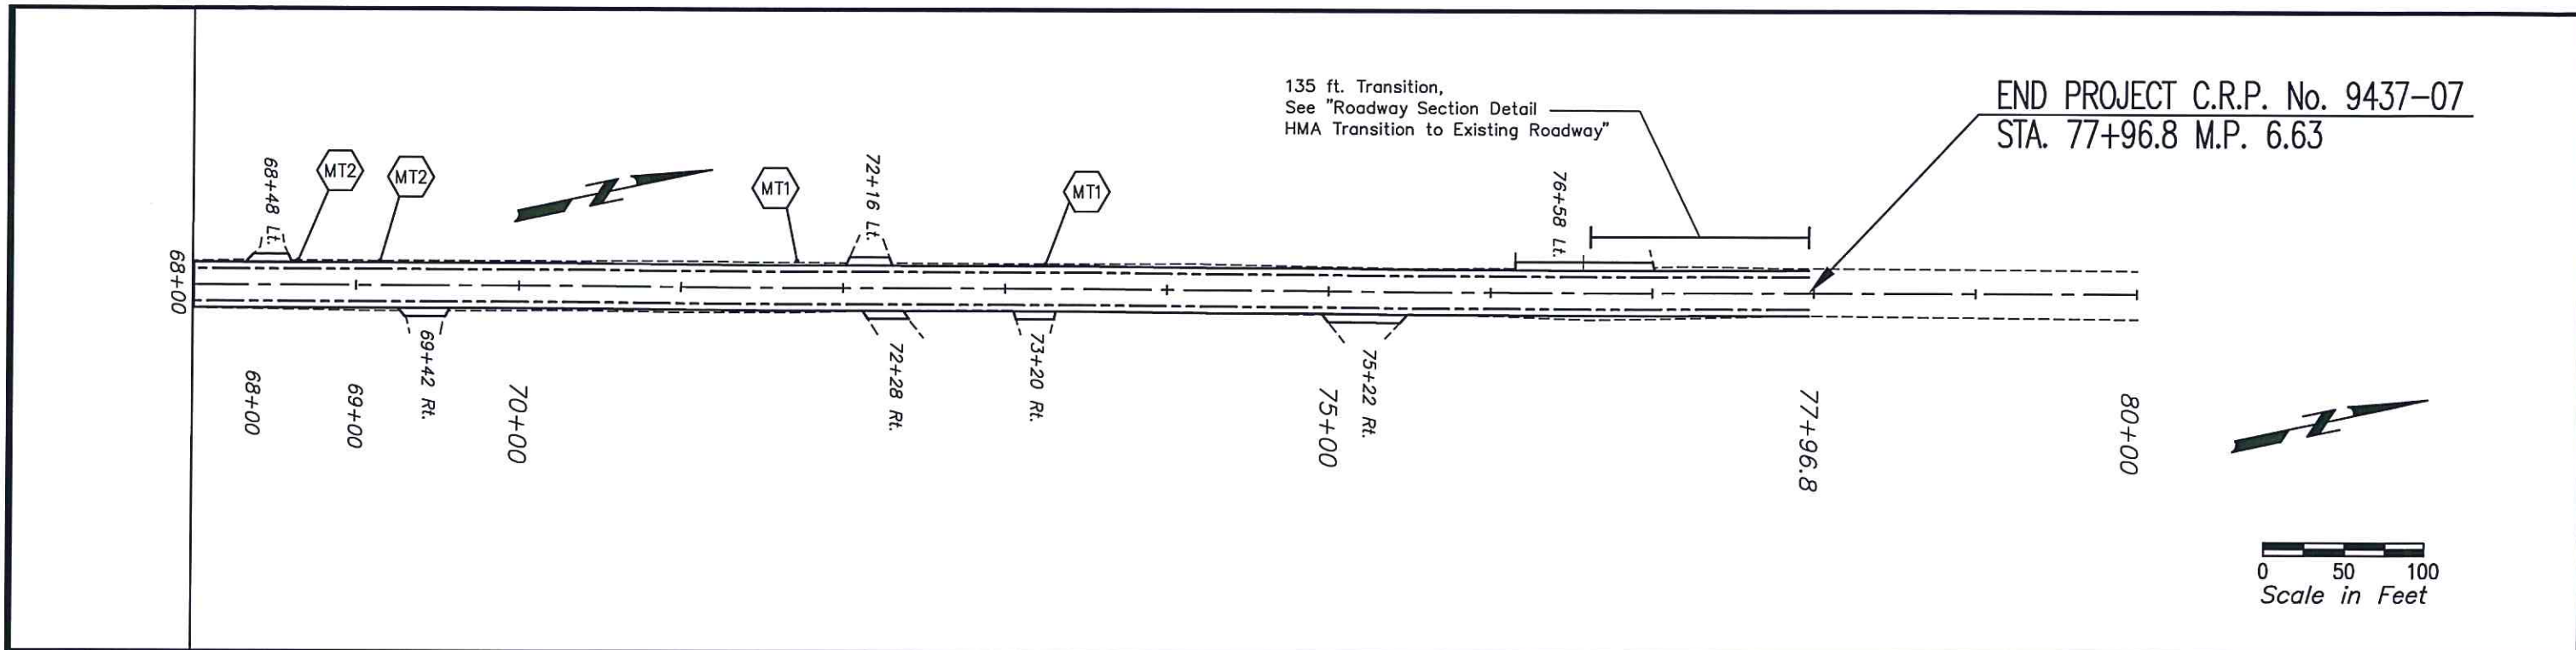 135 ft. Transition,
See "Roadway Section Detail
HMA Transition to Existing Roadway"
END PROJECT C.R.P. No. 9437-07
STA. 77+96.8 M.P. 6.63
68+48 Lt.
MT2
MT2
MT1
72+16 Lt.
MT1
76+58 Lt.
68+00
69+42 Rt.
72+28 Rt.
73+20 Rt.
75+22 Rt.
68+00
69+00
70+00
75+00
77+96.8
80+00
0 50 100
Scale in Feet